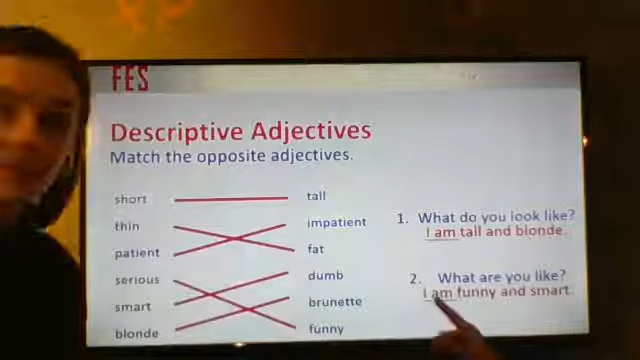 FES
Descriptive Adjectives
Match the opposite adjectives.
short tall
thin impatient
patient fat
serious dumb
smart brunette
blonde funny
1. What do you look like?
I am tall and blonde.
2. What are you like?
I am funny and smart.